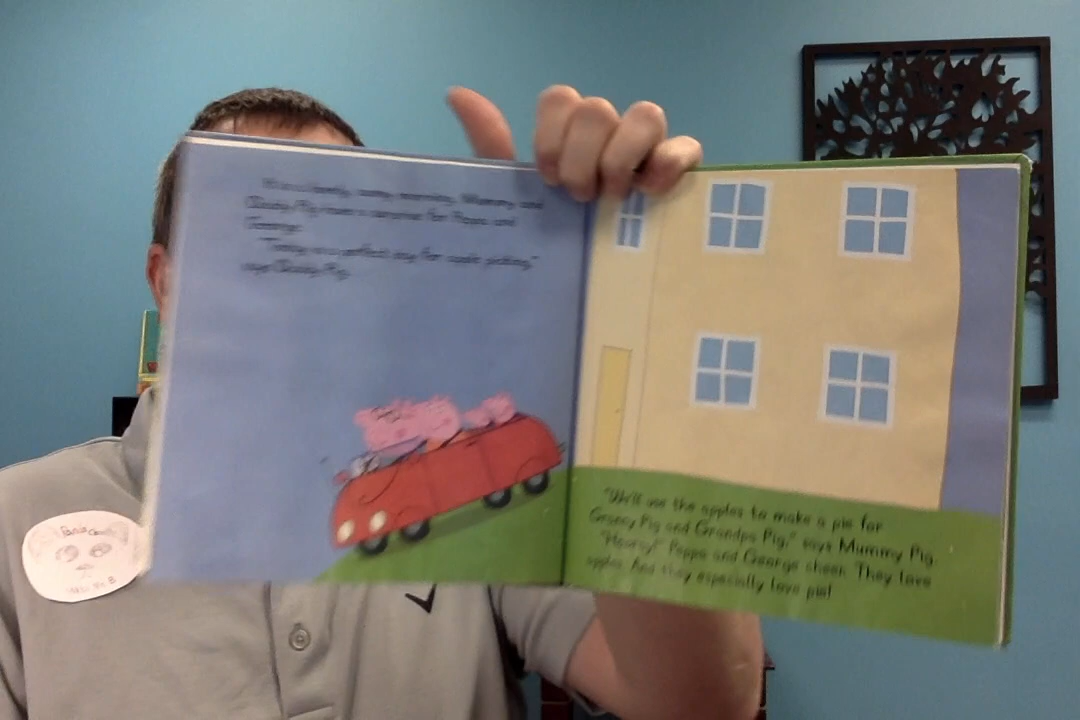 It is a lovely, sunny morning. Mummy and
Daddy Pig have a surprise for Peppa and
George.
"Today is a perfect day for apple picking,"
says Daddy Pig.
"We'll use the apples to make a pie for
Granny Pig and Grandpa Pig," says Mummy Pig.
"Hooray!" Peppa and George cheer. They love
apples. And they especially love pie!